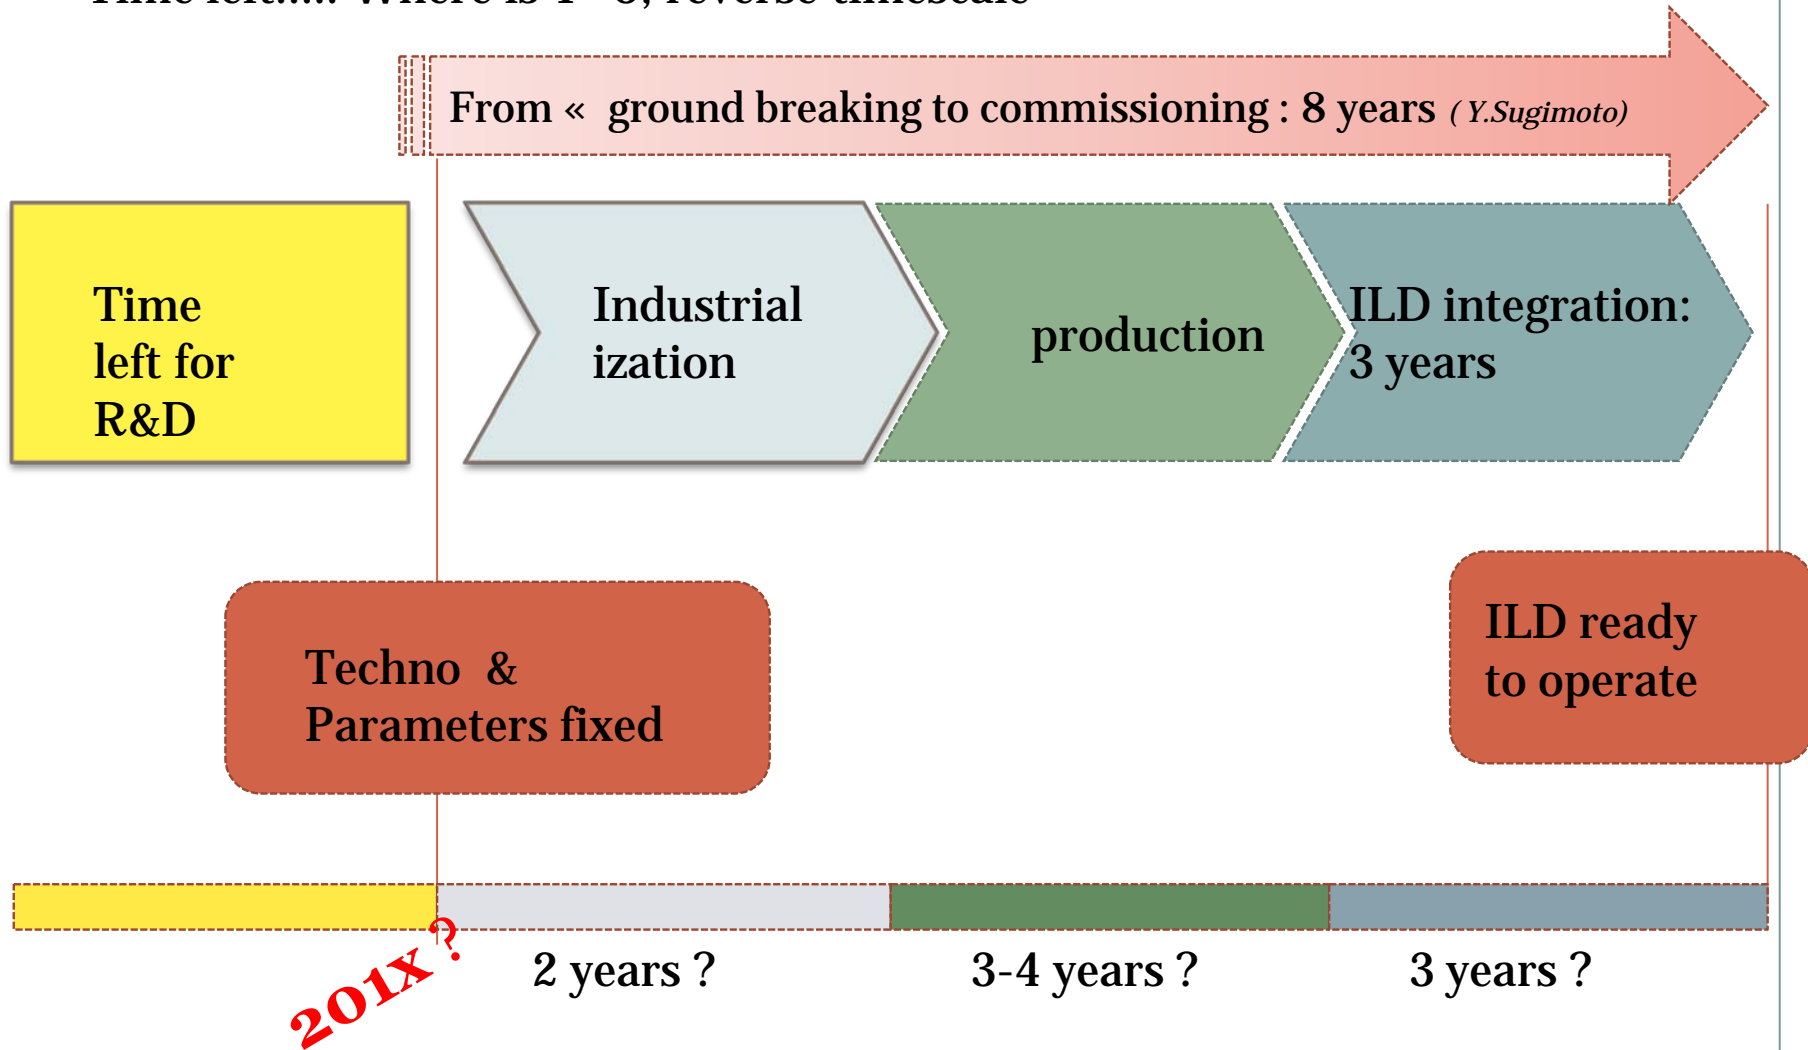 From « ground breaking to commissioning : 8 years ( Y.Sugimoto)
Time
left for
R&D
Industrial
ization
production
ILD integration:
3 years
Techno &
Parameters fixed
ILD ready
to operate
201X ?
2 years ?
3-4 years ?
3 years ?